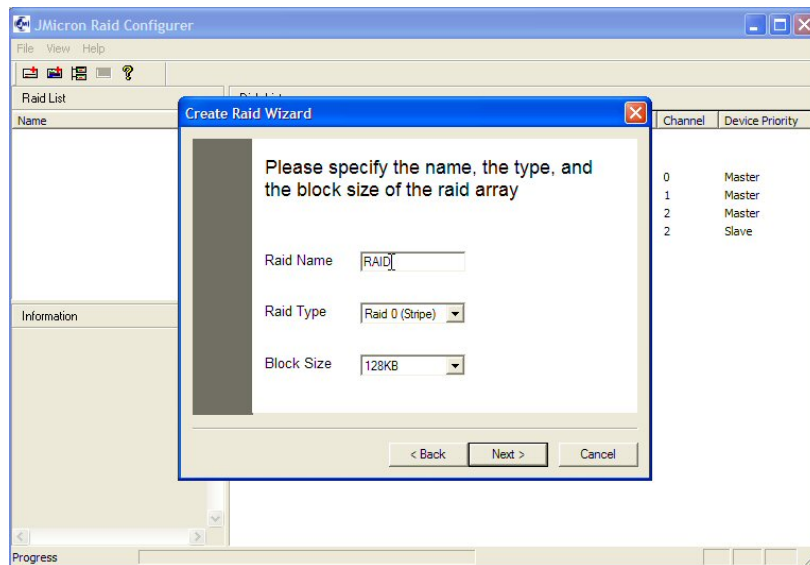 JMicron Raid Configurer
File View Help
Raid List
Name
Channel Device Priority
Create Raid Wizard
Please specify the name, the type, and
the block size of the raid array
Raid Name RAID
Raid Type Raid 0 (Stripe)
Block Size 128KB
< Back Next > Cancel
0 Master
1 Master
2 Master
2 Slave
Information
Progress